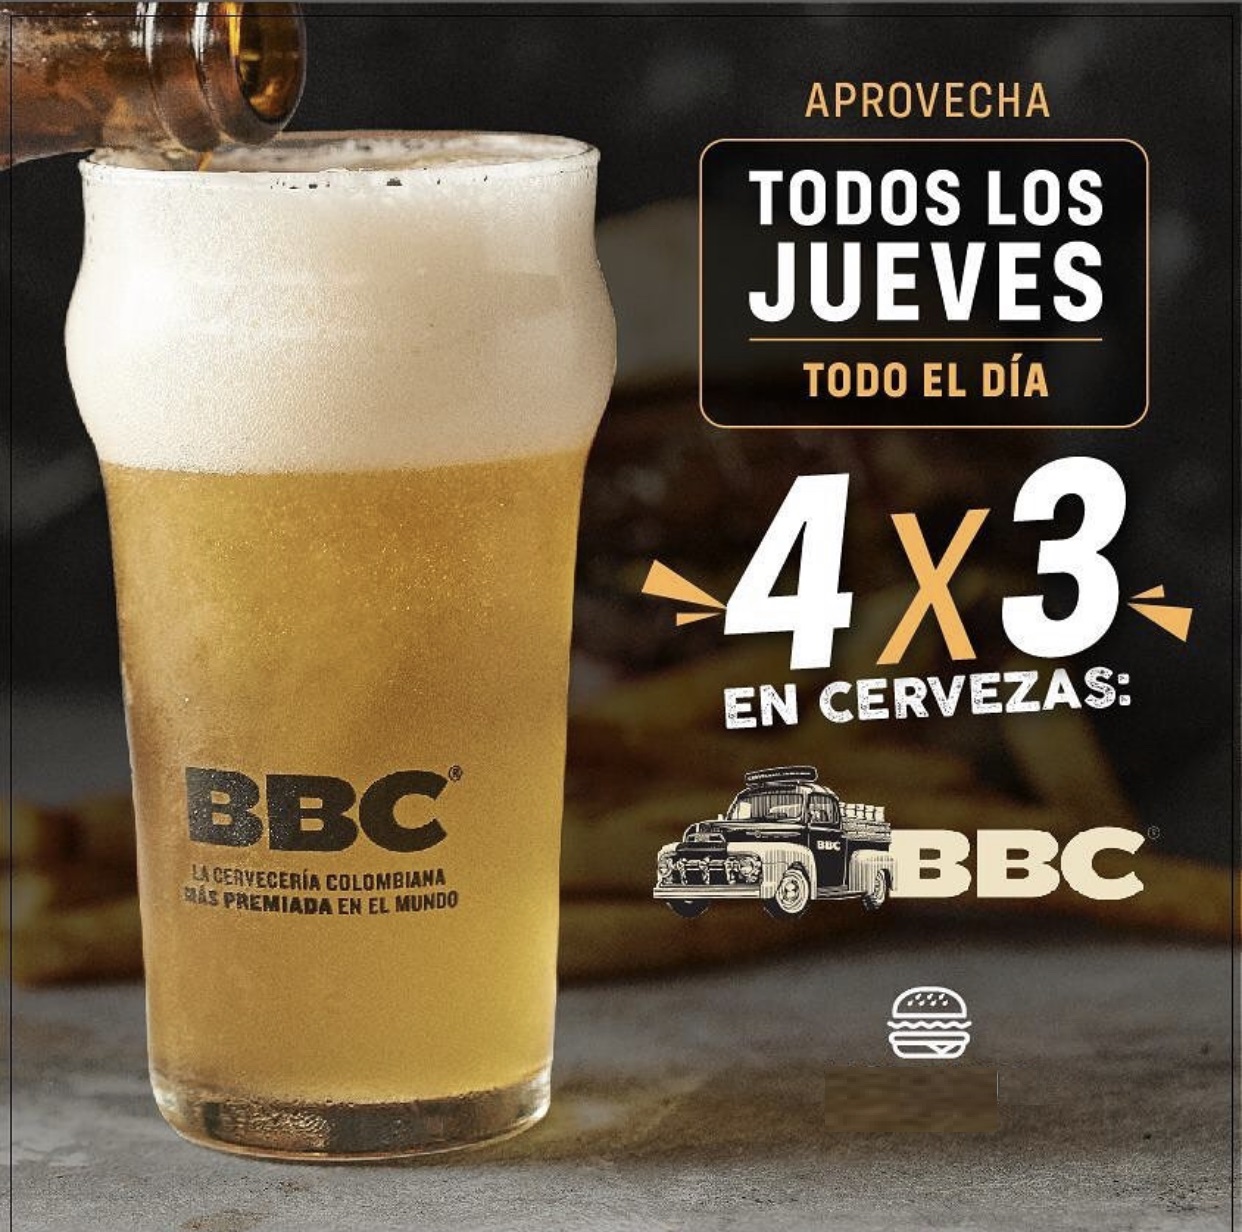 APROVECHA
TODOS LOS
JUEVES
TODO EL DÍA
4 X 3
EN CERVEZAS:
BBC
BBC®
BBC®
LA CERVECERÍA COLOMBIANA
MÁS PREMIADA EN EL MUNDO